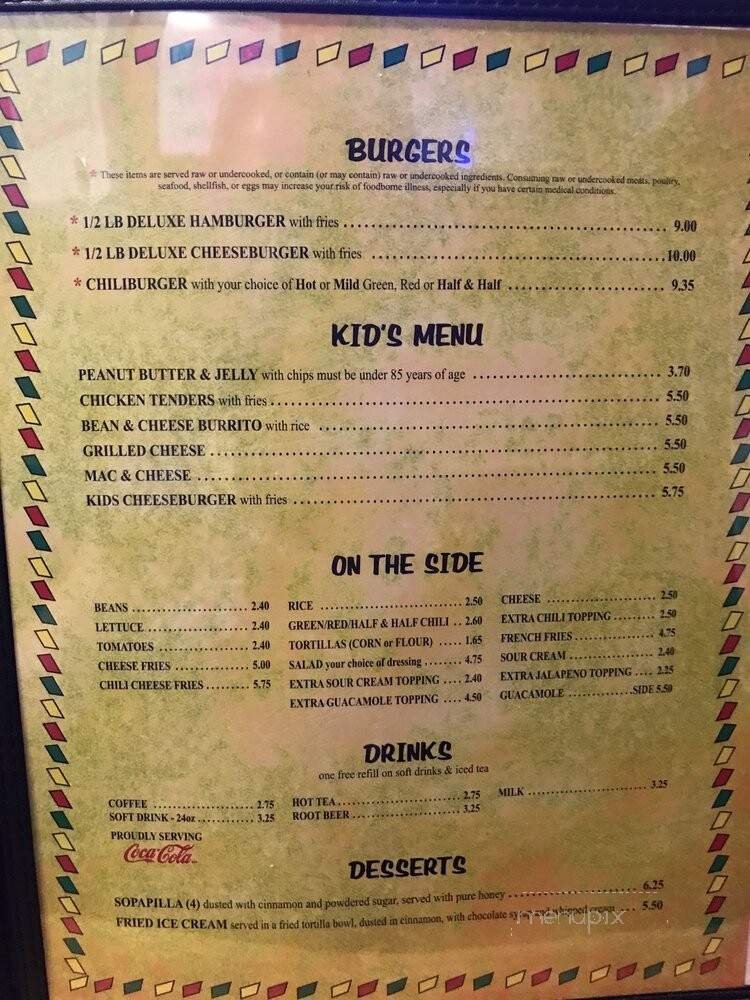 BURGERS
* These items are served raw or undercooked, or contain (or may contain) raw or undercooked ingredients. Consuming raw or undercooked meats, poultry,
seafood, shellfish, or eggs may increase your risk of foodborne illness, especially if you have certain medical conditions.
* 1/2 LB DELUXE HAMBURGER with fries 9.00
* 1/2 LB DELUXE CHEESEBURGER with fries 10.00
* CHILIBURGER with your choice of Hot or Mild Green, Red or Half & Half 9.35
KID'S MENU
PEANUT BUTTER & JELLY with chips must be under 85 years of age 3.70
CHICKEN TENDERS with fries 5.50
BEAN & CHEESE BURRITO with rice 5.50
GRILLED CHEESE 5.50
MAC & CHEESE 5.50
KIDS CHEESEBURGER with fries 5.75
ON THE SIDE
BEANS 2.40
LETTUCE 2.40
TOMATOES 2.40
CHEESE FRIES 5.00
CHILI CHEESE FRIES 5.75
RICE 2.50
GREEN/RED/HALF & HALF CHILI 2.60
TORTILLAS (CORN or FLOUR) 1.65
SALAD your choice of dressing 4.75
EXTRA SOUR CREAM TOPPING 2.40
EXTRA GUACAMOLE TOPPING 4.50
CHEESE 2.50
EXTRA CHILI TOPPING 2.50
FRENCH FRIES 4.75
SOUR CREAM 2.40
EXTRA JALAPENO TOPPING 2.25
GUACAMOLE SIDE 5.50
DRINKS
one free refill on soft drinks & iced tea
COFFEE 2.75
SOFT DRINK - 24oz 3.25
PROUDLY SERVING
Coca-Cola
HOT TEA 2.75
ROOT BEER 3.25
MILK 3.25
DESSERTS
SOPAPILLA (4) dusted with cinnamon and powdered sugar, served with pure honey 6.25
FRIED ICE CREAM served in a fried tortilla bowl, dusted in cinnamon, with chocolate syrup and whipped cream 5.50
menupix